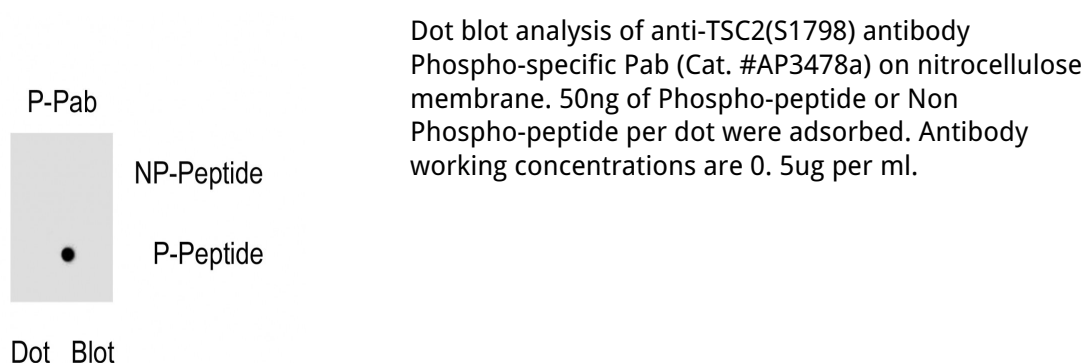 P-Pab
NP-Peptide
P-Peptide
Dot Blot
Dot blot analysis of anti-TSC2(S1798) antibody
Phospho-specific Pab (Cat. #AP3478a) on nitrocellulose
membrane. 50ng of Phospho-peptide or Non
Phospho-peptide per dot were adsorbed. Antibody
working concentrations are 0. 5ug per ml.